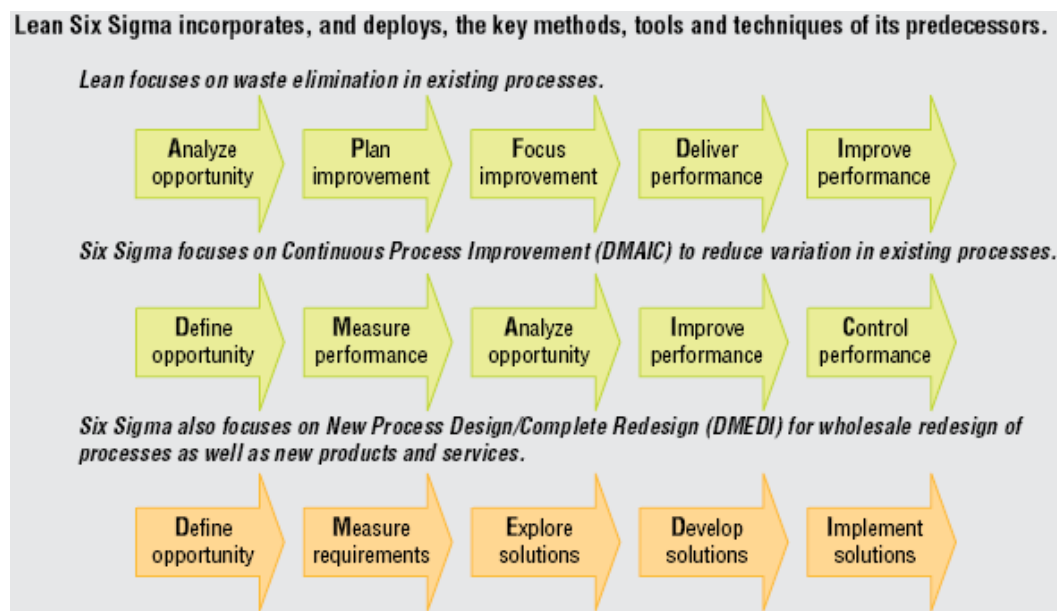 Lean Six Sigma incorporates, and deploys, the key methods, tools and techniques of its predecessors.
Lean focuses on waste elimination in existing processes.
Analyze
opportunity
Plan
improvement
Focus
improvement
Deliver
performance
Improve
performance
Six Sigma focuses on Continuous Process Improvement (DMAIC) to reduce variation in existing processes.
Define
opportunity
Measure
performance
Analyze
opportunity
Improve
performance
Control
performance
Six Sigma also focuses on New Process Design/Complete Redesign (DMEDI) for wholesale redesign of
processes as well as new products and services.
Define
opportunity
Measure
requirements
Explore
solutions
Develop
solutions
Implement
solutions